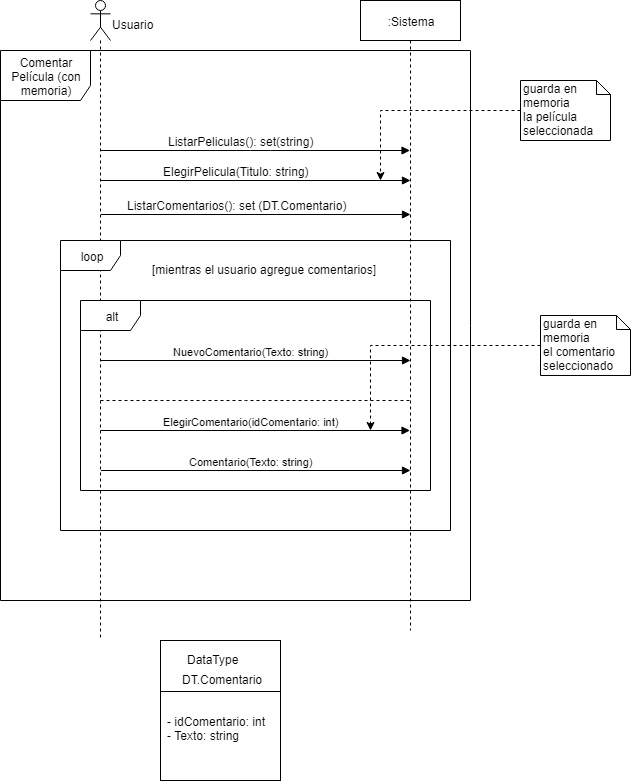 Usuario
:Sistema
Comentar
Película (con
memoria)
guarda en
memoria
la película
seleccionada
ListarPeliculas(): set(string)
ElegirPelicula(Titulo: string)
ListarComentarios(): set (DT.Comentario)
loop
[mientras el usuario agregue comentarios]
alt
guarda en
memoria
el comentario
seleccionado
NuevoComentario(Texto: string)
ElegirComentario(idComentario: int)
Comentario(Texto: string)
DataType
DT.Comentario
- idComentario: int
- Texto: string